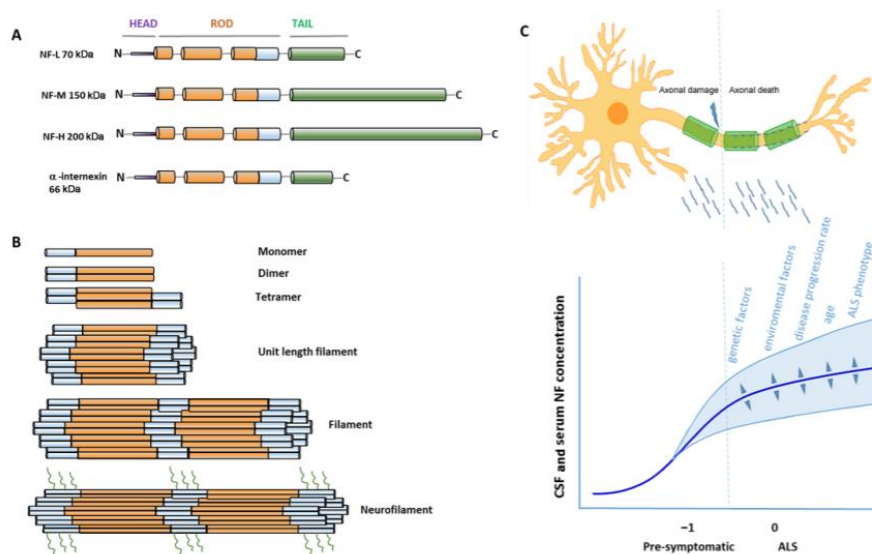 A
HEAD ROD TAIL
NF-L 70 kDa N C
NF-M 150 kDa N C
NF-H 200 kDa N C
α-internexin
66 kDa N C
B
Monomer
Dimer
Tetramer
Unit length filament
Filament
Neurofilament
C
Axonal damage Axonal death
CSF and serum NF concentration
genetic factors
enviromental factors
disease progression rate
age
ALS phenotype
−1 0
Pre-symptomatic ALS